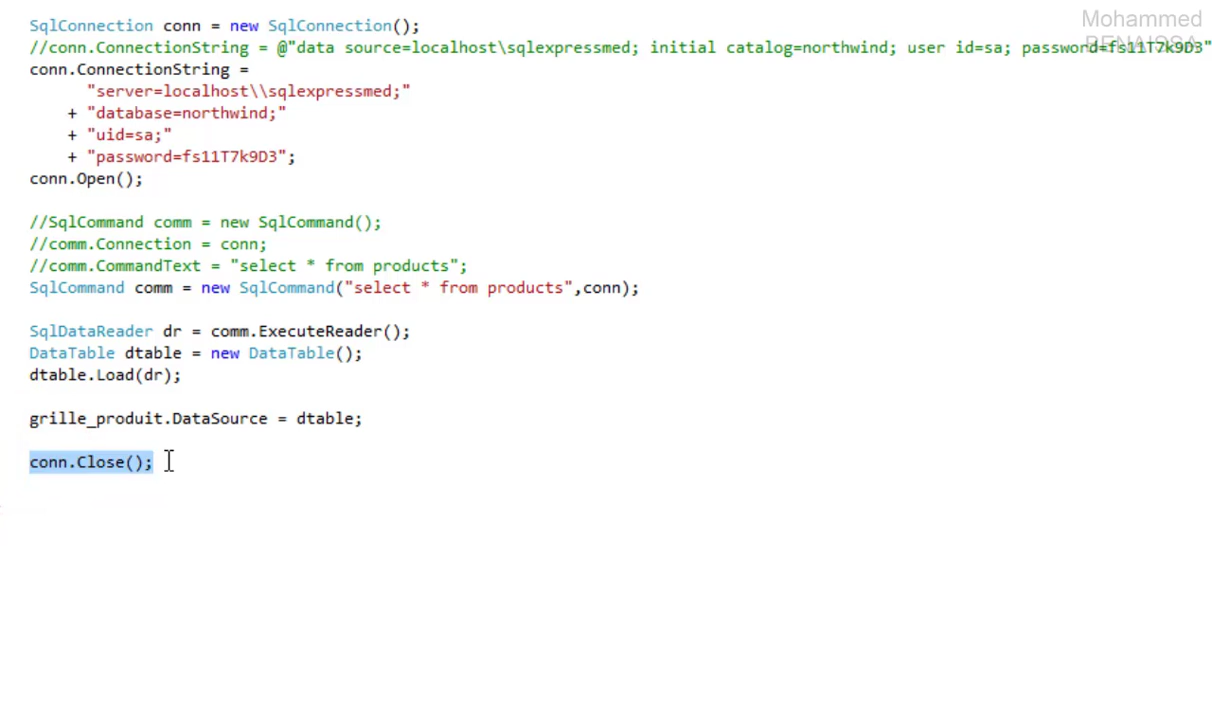 Mohammed
BENAISSA
SqlConnection conn = new SqlConnection();
//conn.ConnectionString = @"data source=localhost\sqlexpressmed; initial catalog=northwind; user id=sa; password=fs11T7k9D3"
conn.ConnectionString =
"server=localhost\\sqlexpressmed;"
+ "database=northwind;"
+ "uid=sa;"
+ "password=fs11T7k9D3";
conn.Open();
//SqlCommand comm = new SqlCommand();
//comm.Connection = conn;
//comm.CommandText = "select * from products";
SqlCommand comm = new SqlCommand("select * from products",conn);
SqlDataReader dr = comm.ExecuteReader();
DataTable dtable = new DataTable();
dtable.Load(dr);
grille_produit.DataSource = dtable;
conn.Close();